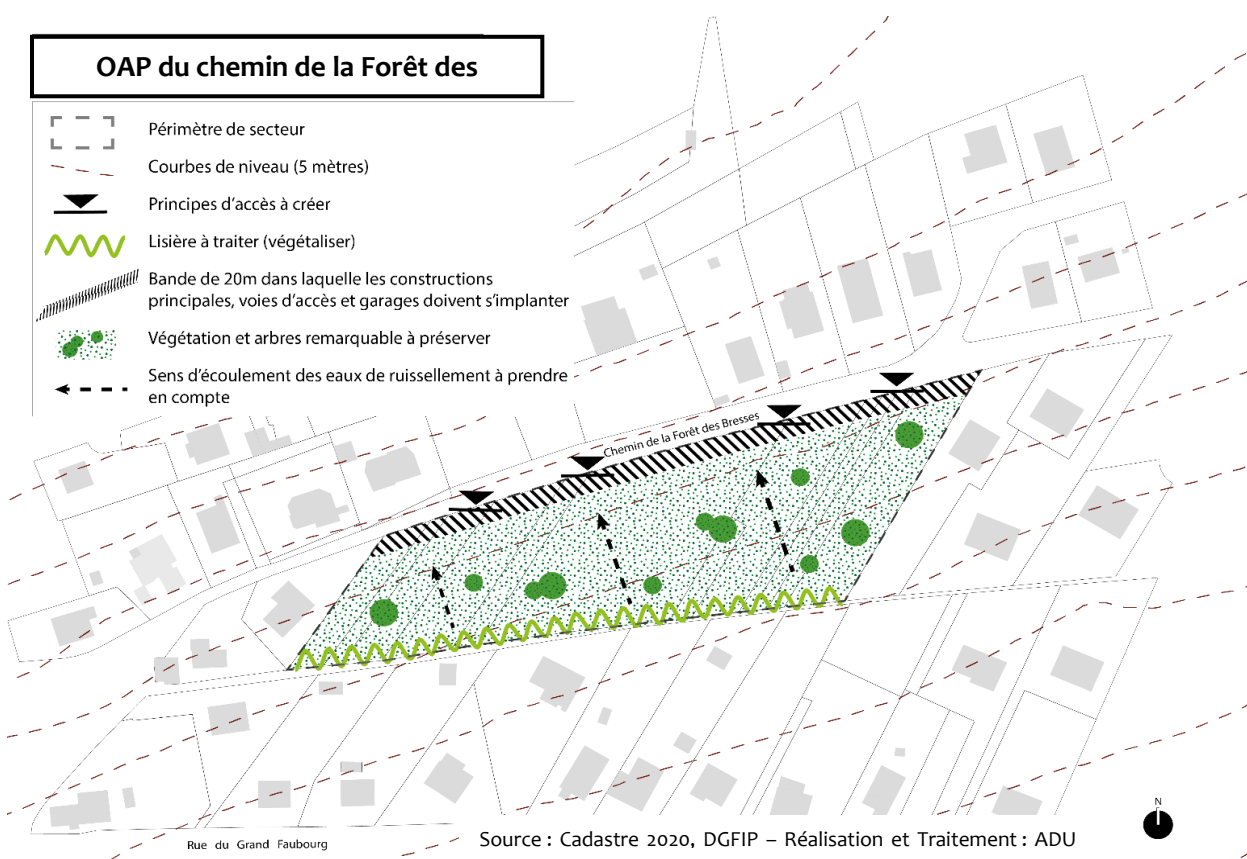 OAP du chemin de la Forêt des
Périmètre de secteur
Courbes de niveau (5 mètres)
Principes d’accès à créer
Lisière à traiter (végétaliser)
Bande de 20m dans laquelle les constructions
principales, voies d’accès et garages doivent s’implanter
Végétation et arbres remarquable à préserver
Sens d’écoulement des eaux de ruissellement à prendre
en compte
Chemin de la Forêt des Bresses
N
Rue du Grand Faubourg
Source : Cadastre 2020, DGFIP – Réalisation et Traitement : ADU